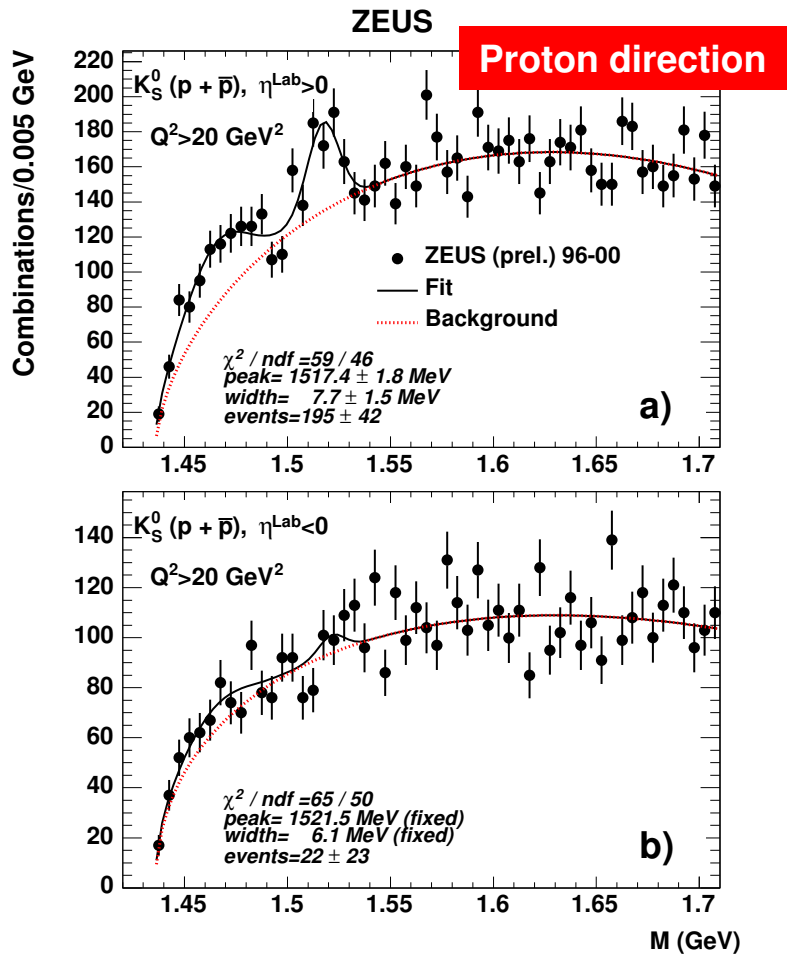 ZEUS
Proton direction
Combinations/0.005 GeV
K⁰_S (p + p̄), η^Lab>0
Q²>20 GeV²
220
200
180
160
140
120
100
80
60
40
20
0
ZEUS (prel.) 96-00
Fit
Background
χ² / ndf =59 / 46
peak= 1517.4 ± 1.8 MeV
width= 7.7 ± 1.5 MeV
events=195 ± 42
a)
1.45 1.5 1.55 1.6 1.65 1.7
K⁰_S (p + p̄), η^Lab<0
Q²>20 GeV²
140
120
100
80
60
40
20
0
χ² / ndf =65 / 50
peak= 1521.5 MeV (fixed)
width= 6.1 MeV (fixed)
events=22 ± 23
b)
1.45 1.5 1.55 1.6 1.65 1.7
M (GeV)